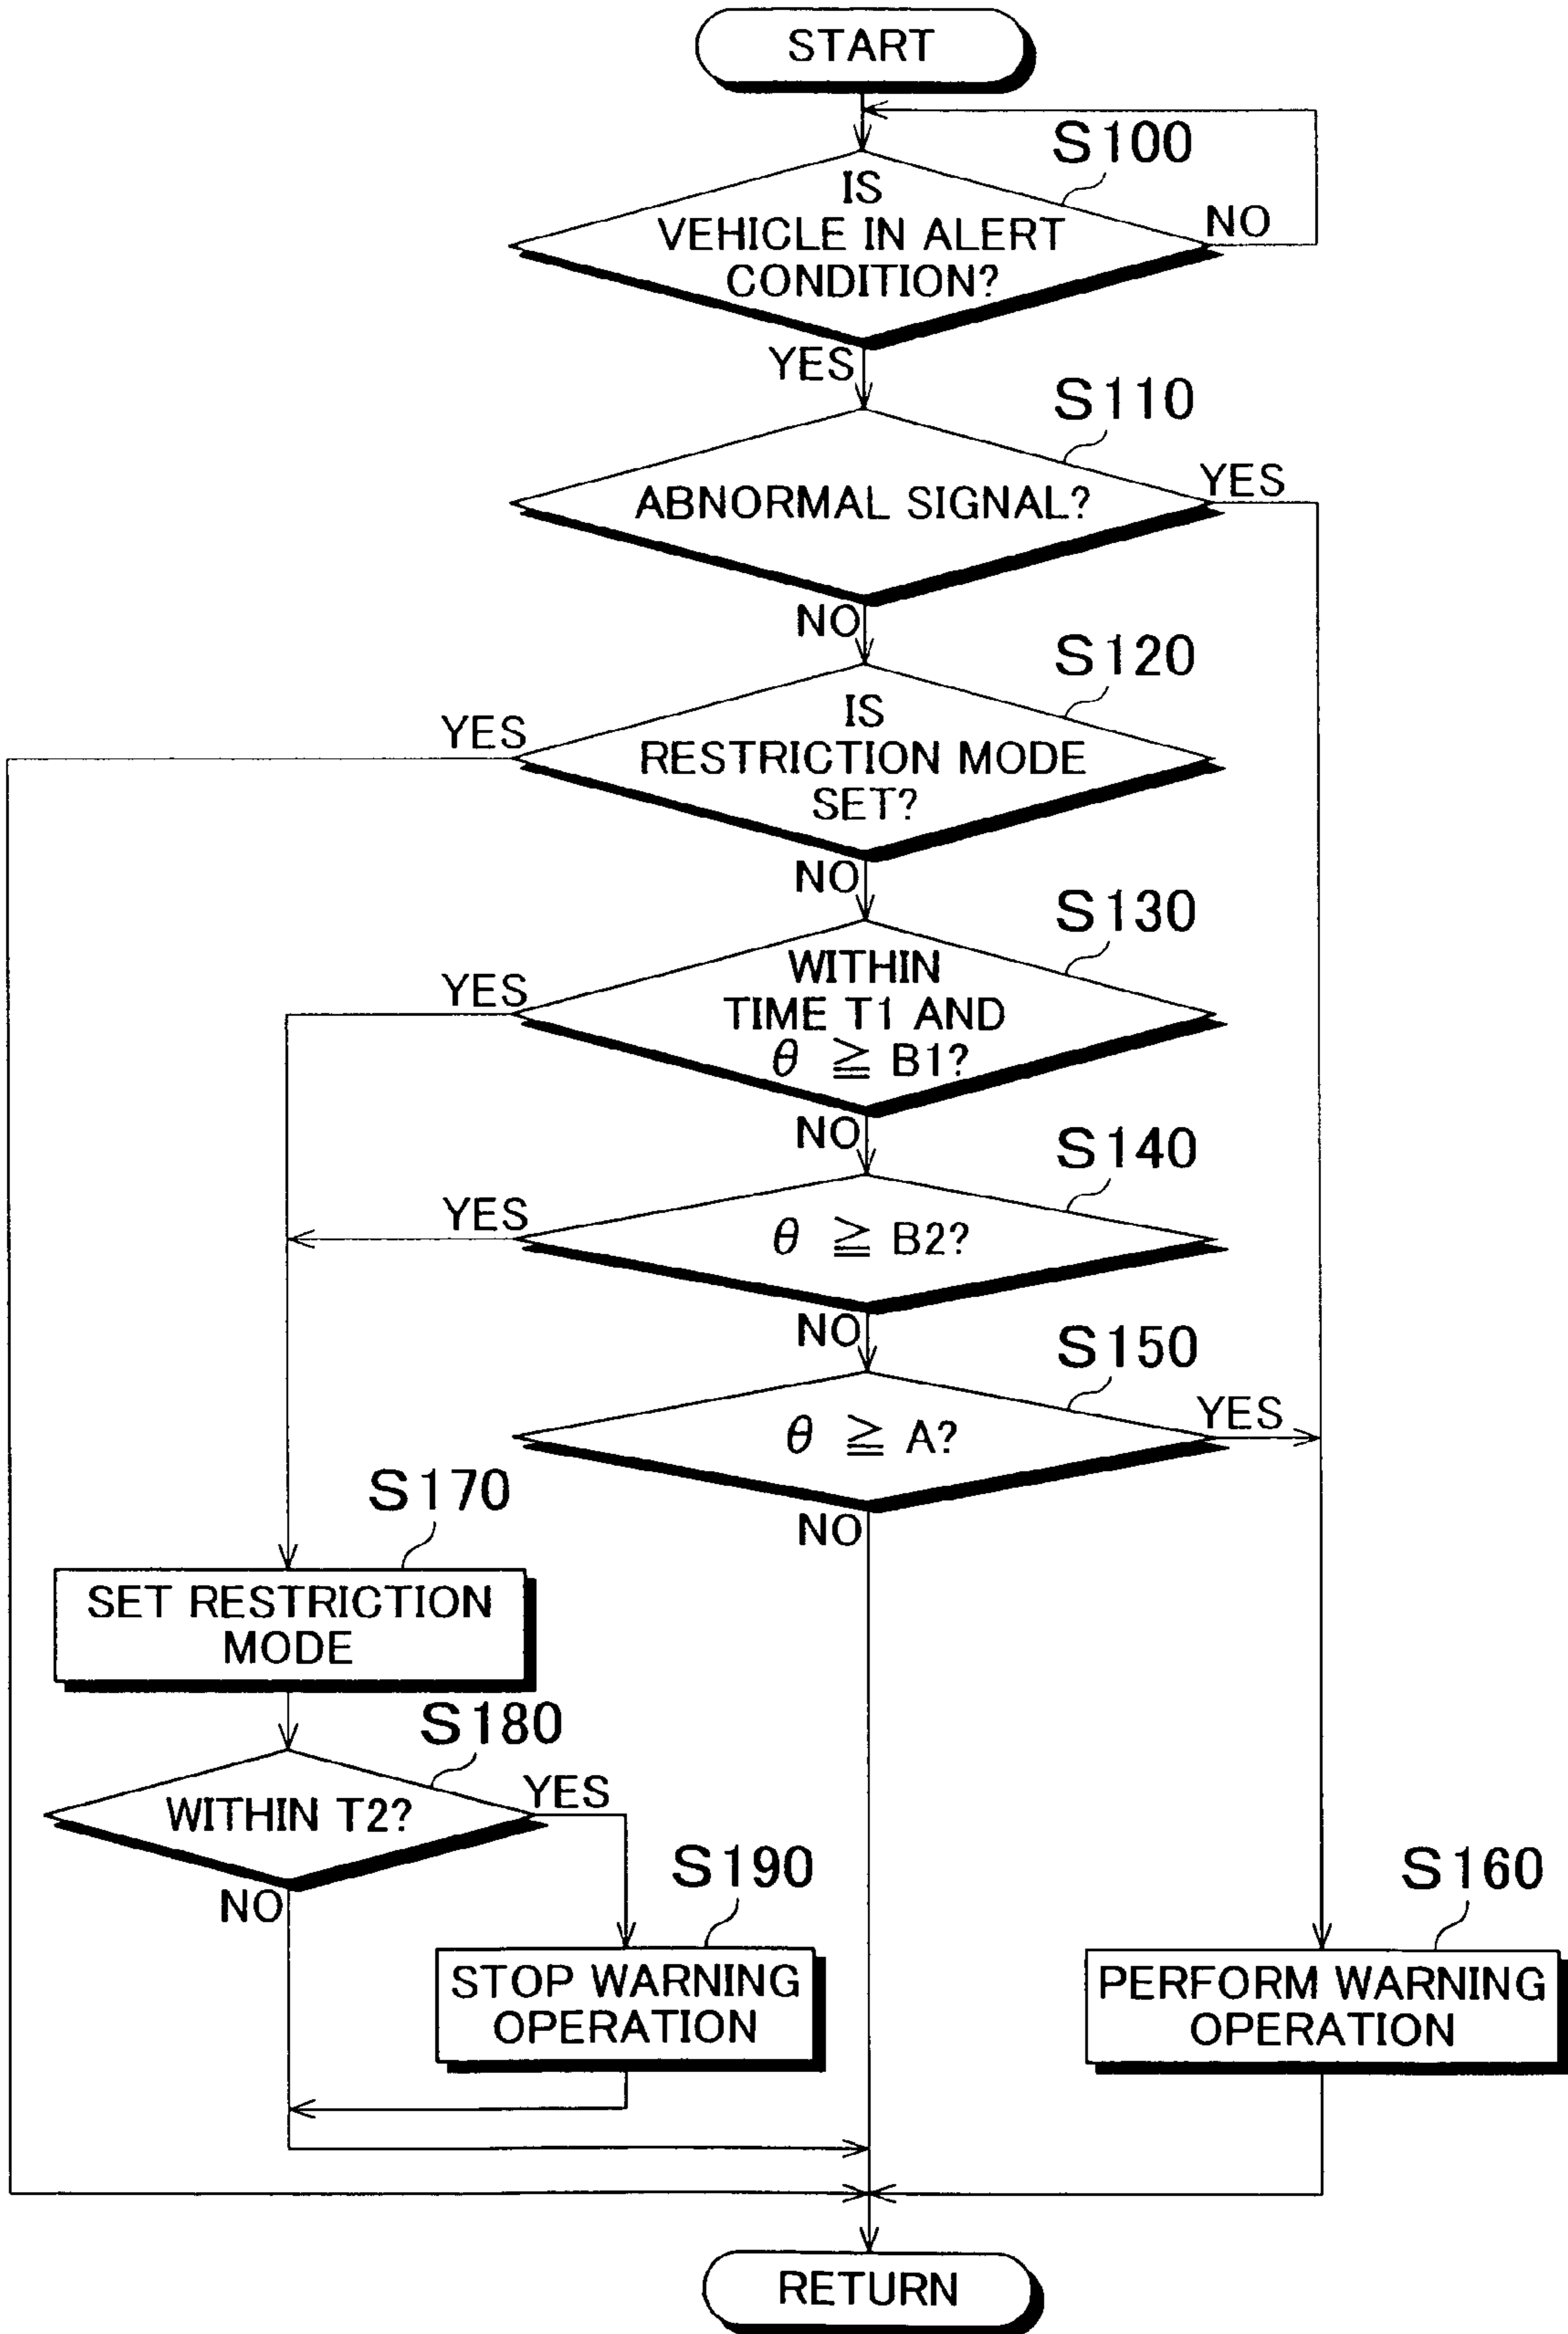 START
S100
IS
VEHICLE IN ALERT
CONDITION?
NO
YES
S110
ABNORMAL SIGNAL?
YES
NO
S120
IS
RESTRICTION MODE
SET?
YES
NO
S130
WITHIN
TIME T1 AND
θ ≧ B1?
YES
NO
S140
θ ≧ B2?
YES
NO
S150
θ ≧ A?
YES
NO
S170
SET RESTRICTION
MODE
S180
WITHIN T2?
YES
NO
S190
STOP WARNING
OPERATION
S160
PERFORM WARNING
OPERATION
RETURN